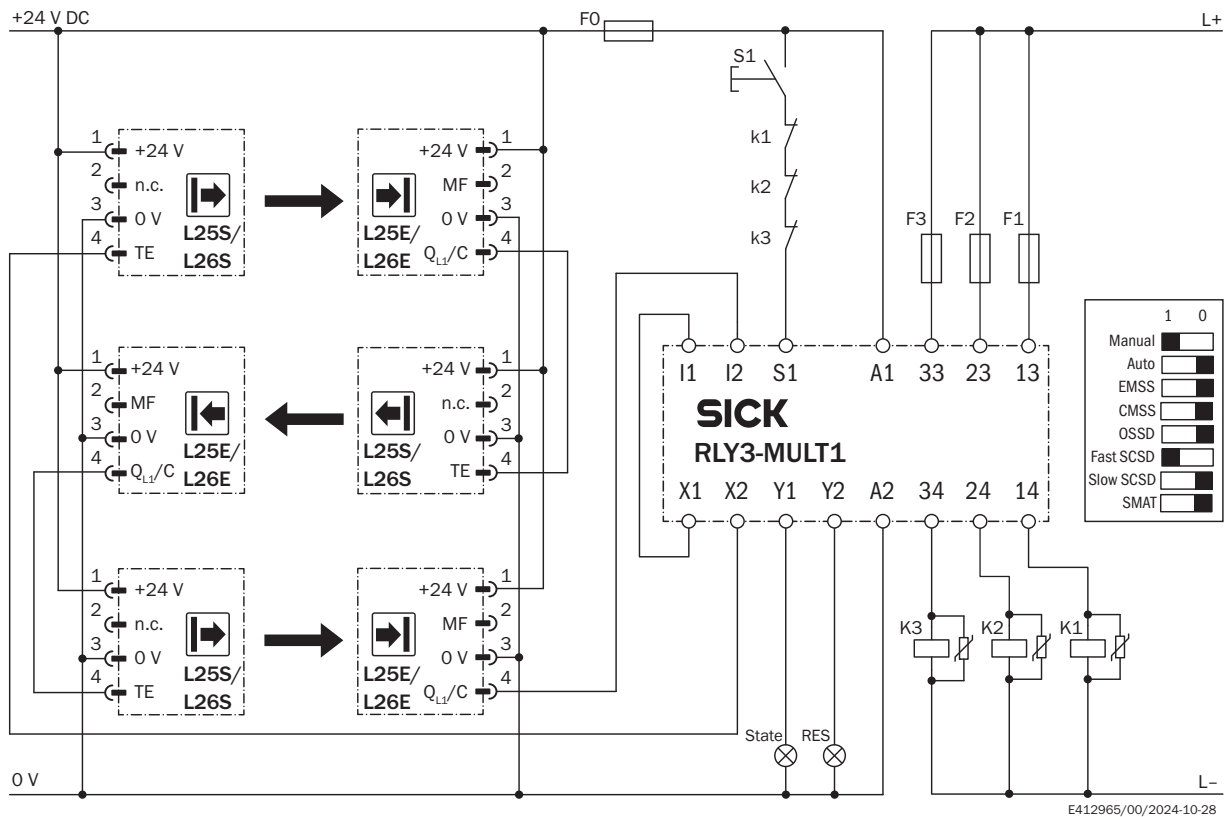 +24 V DC
F0
L+
S1
k1
k2
k3
F3
F2
F1
1
+24 V
2
n.c.
3
0 V
4
TE
L25S/
L26S
+24 V
1
MF
2
0 V
3
QL1/C
4
L25E/
L26E
1
+24 V
2
MF
3
0 V
4
QL1/C
L25E/
L26E
+24 V
1
n.c.
2
0 V
3
TE
4
L25S/
L26S
1
+24 V
2
n.c.
3
0 V
4
TE
L25S/
L26S
+24 V
1
MF
2
0 V
3
QL1/C
4
L25E/
L26E
I1 I2 S1 A1 33 23 13
SICK
RLY3-MULT1
X1 X2 Y1 Y2 A2 34 24 14
1 0
Manual
Auto
EMSS
CMSS
OSSD
Fast SCSD
Slow SCSD
SMAT
K3
K2
K1
State
RES
0 V
L–
E412965/00/2024-10-28